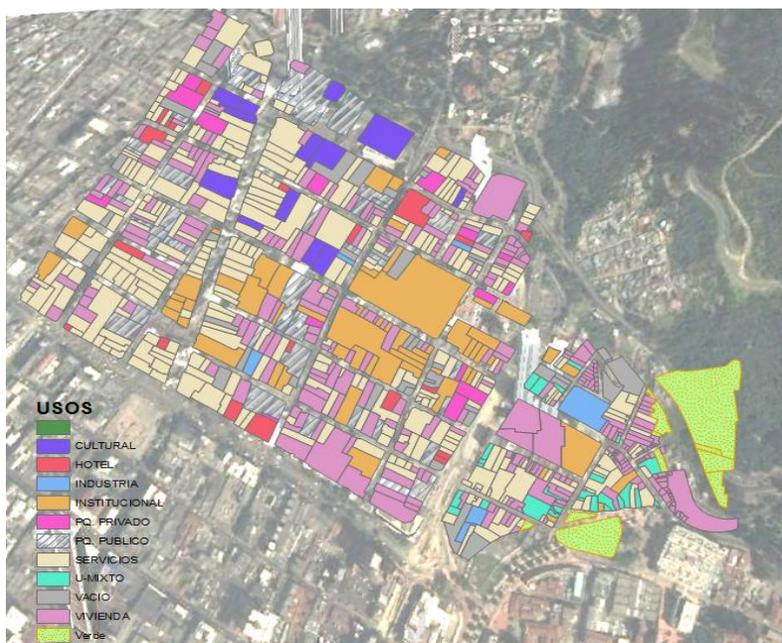 USOS
CULTURAL
HOTEL
INDUSTRIA
INSTITUCIONAL
PQ. PRIVADO
PQ. PUBLICO
SERVICIOS
U-MIXTO
VACIO
VIVIENDA
Verde